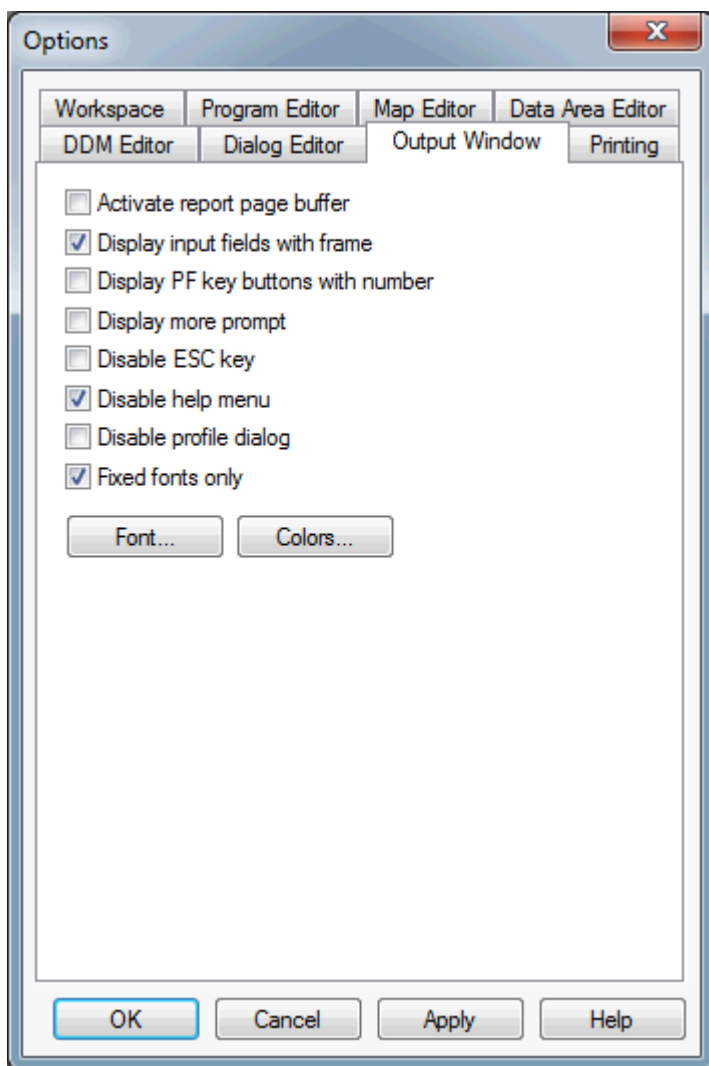 Options
Workspace Program Editor Map Editor Data Area Editor
DDM Editor Dialog Editor Output Window Printing
Activate report page buffer
Display input fields with frame
Display PF key buttons with number
Display more prompt
Disable ESC key
Disable help menu
Disable profile dialog
Fixed fonts only
Font... Colors...
OK Cancel Apply Help